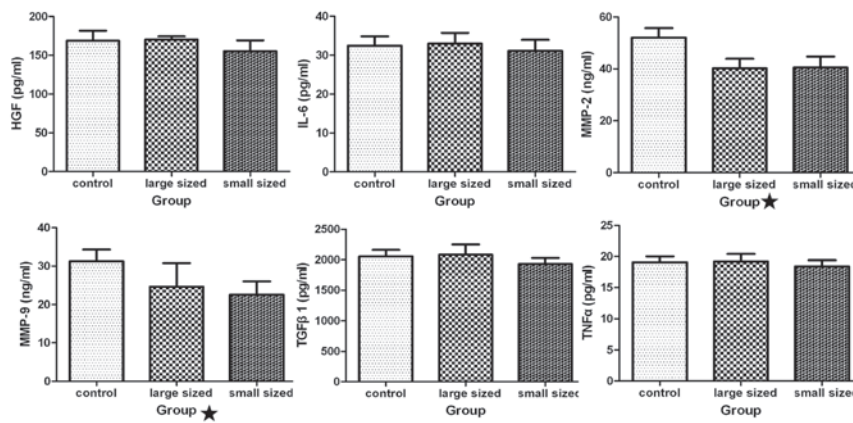 HGF (pg/ml)
200
150
100
50
0
control large sized small sized
Group
IL-6 (pg/ml)
40
30
20
10
0
control large sized small sized
Group
MMP-2 (ng/ml)
60
40
20
0
control large sized small sized
Group★
MMP-9 (ng/ml)
40
30
20
10
0
control large sized small sized
Group ★
TGFβ 1 (pg/ml)
2500
2000
1500
1000
500
0
control large sized small sized
Group
TNFα (pg/ml)
25
20
15
10
5
0
control large sized small sized
Group